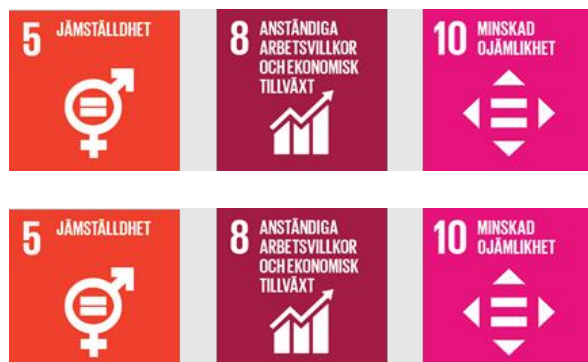 5 JÄMSTÄLLDHET
8 ANSTÄNDIGA
ARBETSVILLKOR
OCH EKONOMISK
TILLVÄXT
10 MINSKAD
OJÄMLIKHET
5 JÄMSTÄLLDHET
8 ANSTÄNDIGA
ARBETSVILLKOR
OCH EKONOMISK
TILLVÄXT
10 MINSKAD
OJÄMLIKHET